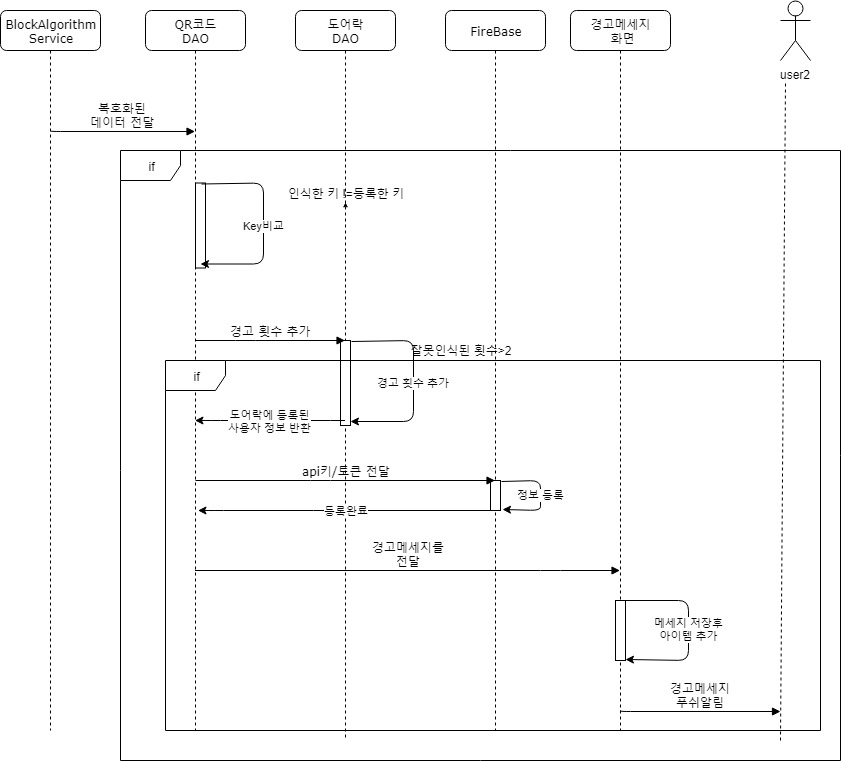 BlockAlgorithm
Service
QR코드
DAO
도어락
DAO
FireBase
경고메세지
화면
user2
복호화된
데이터 전달
if
인식한 키 !=등록한 키
Key비교
경고 횟수 추가
잘못인식된 횟수>2
if
경고 횟수 추가
도어락에 등록된
사용자 정보 반환
api키/토큰 전달
정보 등록
등록완료
경고메세지를
전달
메세지 저장후
아이템 추가
경고메세지
푸쉬알림